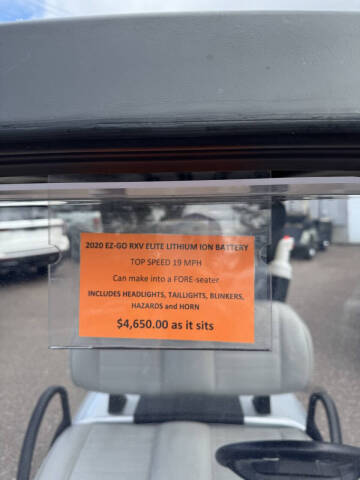 2020 EZ-GO RXV ELITE LITHIUM ION BATTERY
TOP SPEED 19 MPH
Can make into a FORE-seater
INCLUDES HEADLIGHTS, TAILLIGHTS, BLINKERS,
HAZARDS and HORN
$4,650.00 as it sits